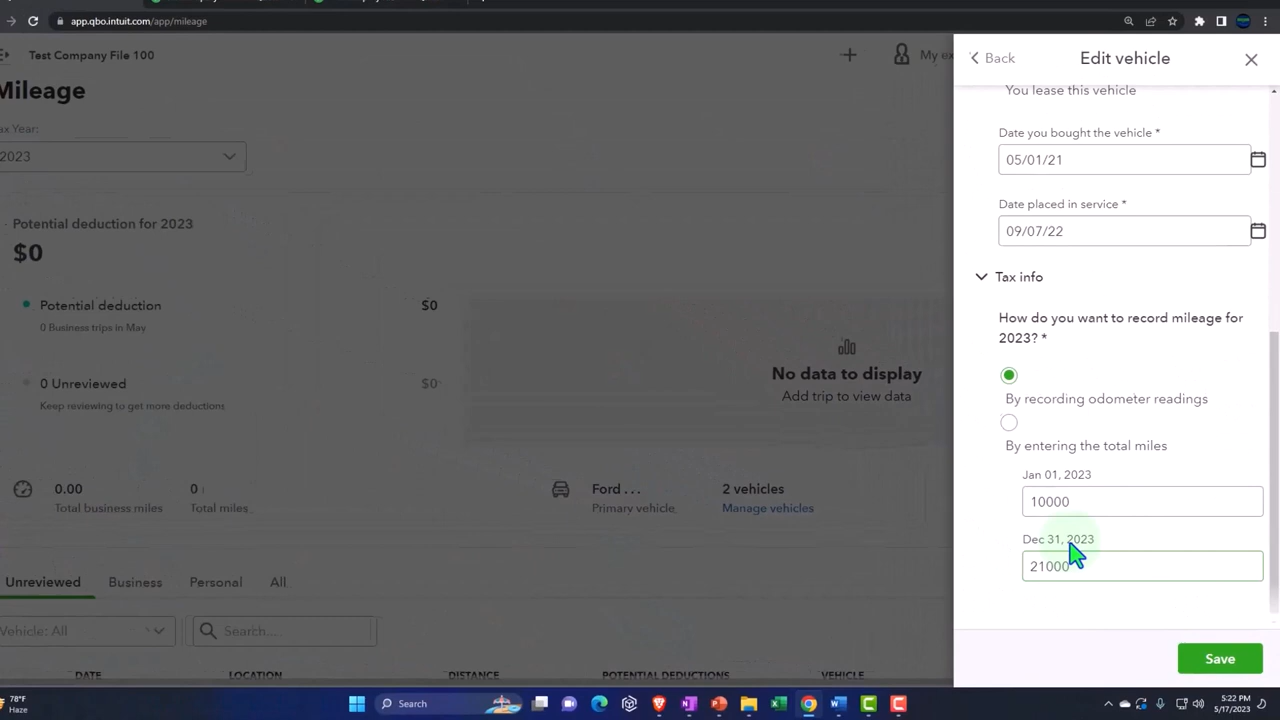 app.qbo.intuit.com/app/mileage
Test Company File 100
My ex
Back
Edit vehicle
Mileage
Tax Year:
2023
You lease this vehicle
Date you bought the vehicle *
05/01/21
Date placed in service *
09/07/22
Potential deduction for 2023
$0
Potential deduction
$0
0 Business trips in May
0 Unreviewed
$0
Keep reviewing to get more deductions
No data to display
Add trip to view data
Tax info
How do you want to record mileage for
2023? *
By recording odometer readings
By entering the total miles
Jan 01, 2023
10000
Dec 31, 2023
21000
0.00
Total business miles
0
Total miles
Ford . . .
Primary vehicle
2 vehicles
Manage vehicles
Unreviewed
Business
Personal
All
Vehicle: All
Search....
DATE
LOCATION
DISTANCE
POTENTIAL DEDUCTIONS
VEHICLE
Save
78°F
Haze
Search
5:22 PM
5/17/2023